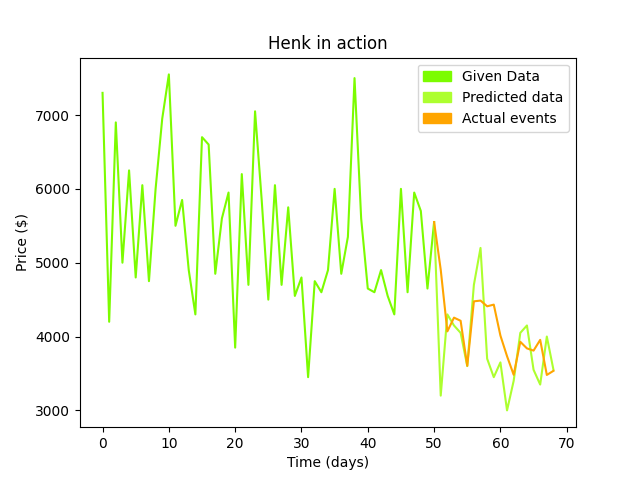 Henk in action
Given Data
Predicted data
Actual events
7000
6000
5000
4000
3000
Price ($)
0 10 20 30 40 50 60 70
Time (days)